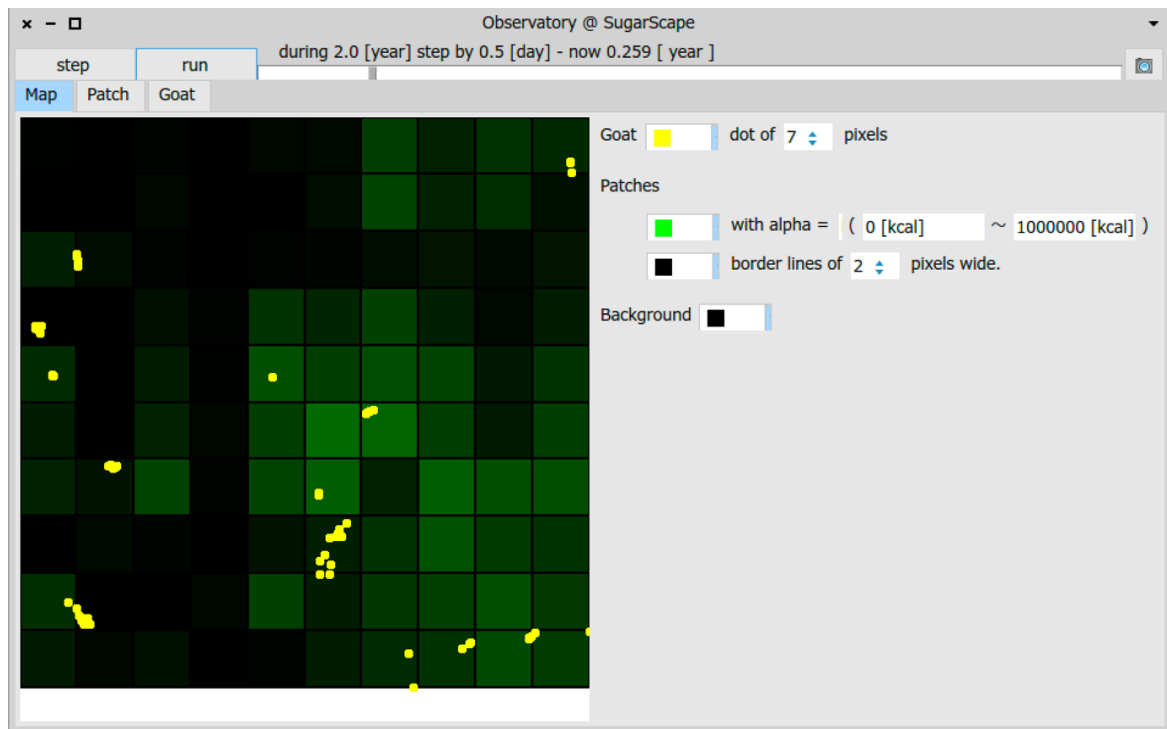 Observatory @ SugarScape
step
run
during 2.0 [year] step by 0.5 [day] - now 0.259 [ year ]
Map
Patch
Goat
Goat dot of 7 pixels
Patches
with alpha = ( 0 [kcal] ～ 1000000 [kcal] )
border lines of 2 pixels wide.
Background